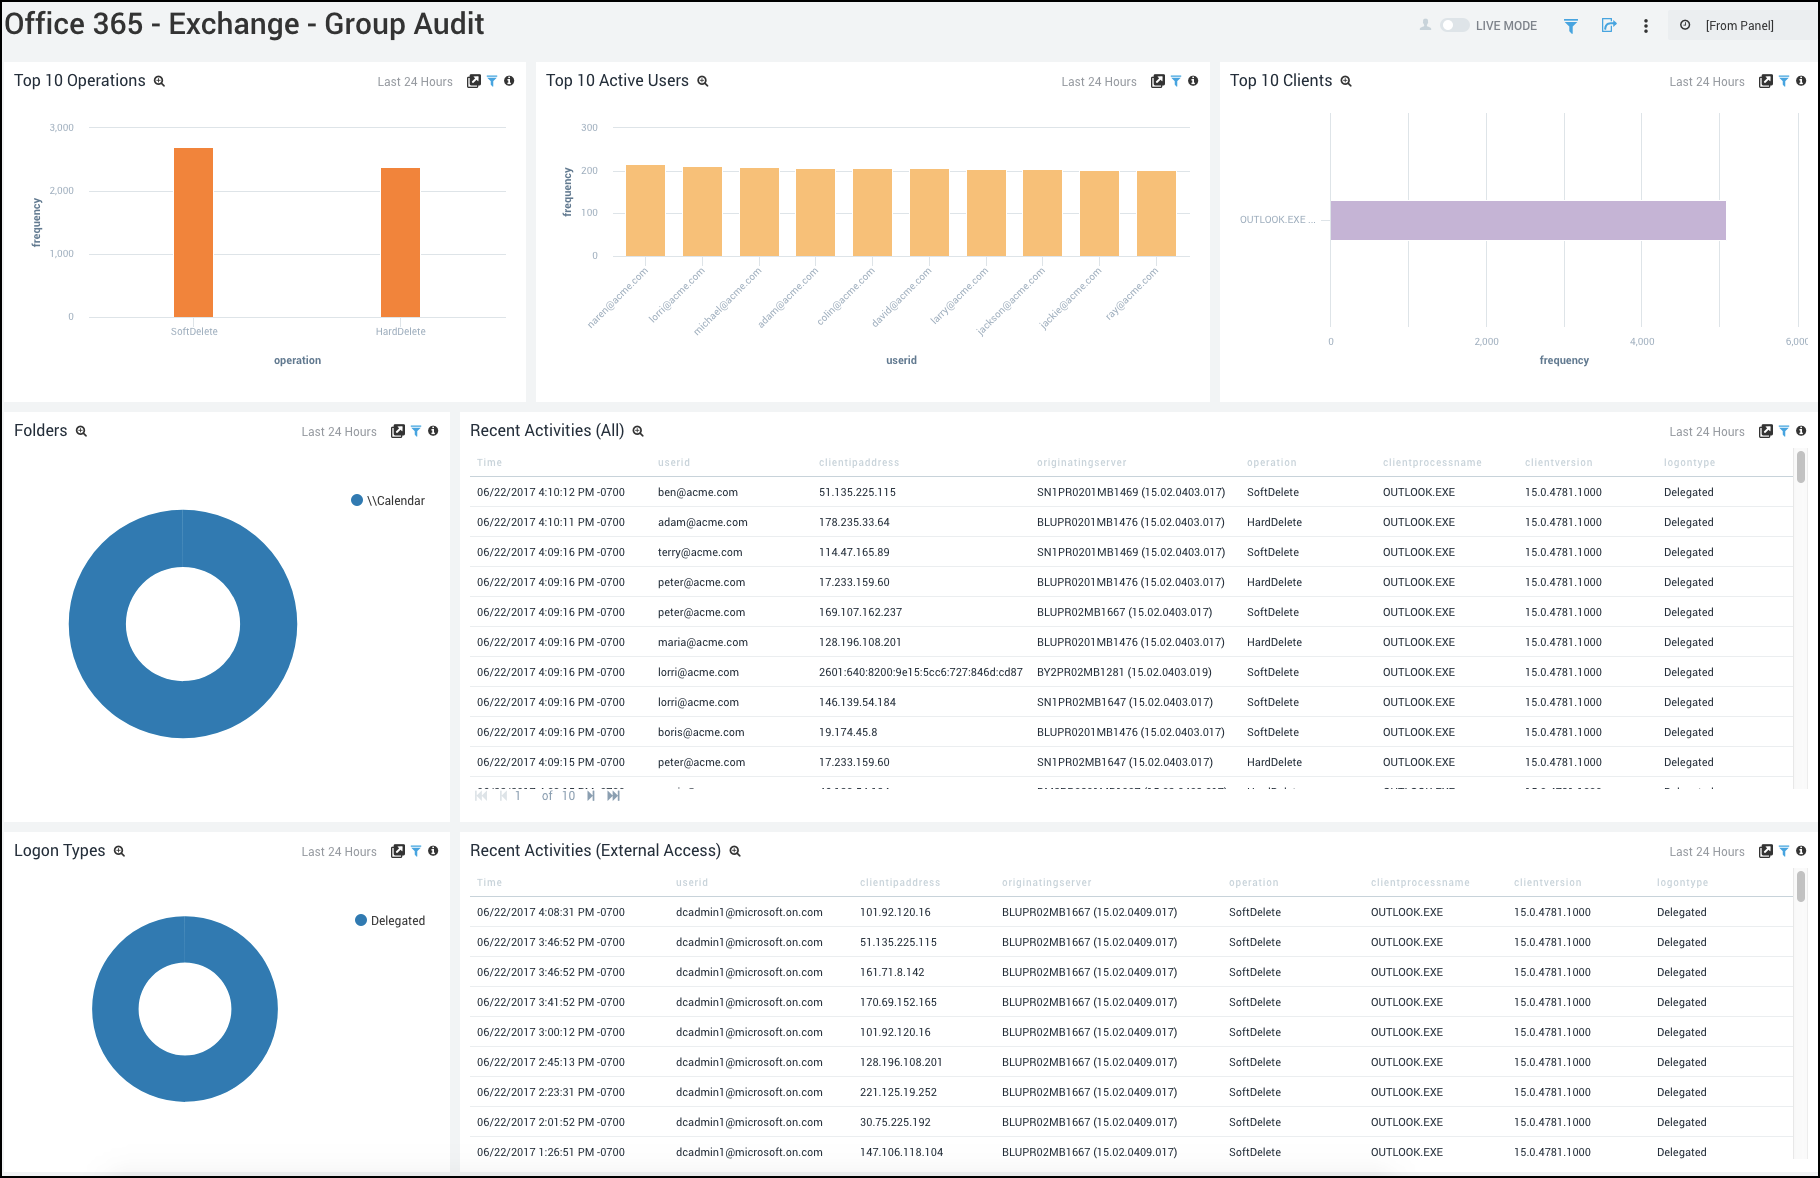 Office 365 - Exchange - Group Audit
LIVE MODE
[From Panel]
Top 10 Operations
Last 24 Hours
3,000
2,000
1,000
0
frequency
SoftDelete
HardDelete
operation
Top 10 Active Users
Last 24 Hours
300
200
100
0
frequency
naren@acme.com
lorri@acme.com
michael@acme.com
adam@acme.com
colin@acme.com
david@acme.com
larry@acme.com
jackson@acme.com
jackie@acme.com
ray@acme.com
userid
Top 10 Clients
Last 24 Hours
OUTLOOK.EXE ...
0
2,000
4,000
6,000
frequency
Folders
Last 24 Hours
\\Calendar
Recent Activities (All)
Last 24 Hours
Time userid clientipaddress originatingserver operation clientprocessname clientversion logontype
06/22/2017 4:10:12 PM -0700 ben@acme.com 51.135.225.115 SN1PR0201MB1469 (15.02.0403.017) SoftDelete OUTLOOK.EXE 15.0.4781.1000 Delegated
06/22/2017 4:10:11 PM -0700 adam@acme.com 178.235.33.64 BLUPR0201MB1476 (15.02.0403.017) HardDelete OUTLOOK.EXE 15.0.4781.1000 Delegated
06/22/2017 4:09:16 PM -0700 terry@acme.com 114.47.165.89 SN1PR0201MB1469 (15.02.0403.017) SoftDelete OUTLOOK.EXE 15.0.4781.1000 Delegated
06/22/2017 4:09:16 PM -0700 peter@acme.com 17.233.159.60 BLUPR0201MB1476 (15.02.0403.017) HardDelete OUTLOOK.EXE 15.0.4781.1000 Delegated
06/22/2017 4:09:16 PM -0700 peter@acme.com 169.107.162.237 BLUPR02MB1667 (15.02.0403.017) SoftDelete OUTLOOK.EXE 15.0.4781.1000 Delegated
06/22/2017 4:09:16 PM -0700 maria@acme.com 128.196.108.201 BLUPR0201MB1476 (15.02.0403.017) HardDelete OUTLOOK.EXE 15.0.4781.1000 Delegated
06/22/2017 4:09:16 PM -0700 lorri@acme.com 2601:640:8200:9e15:5cc6:727:846d:cd87 BY2PR02MB1281 (15.02.0403.019) SoftDelete OUTLOOK.EXE 15.0.4781.1000 Delegated
06/22/2017 4:09:16 PM -0700 lorri@acme.com 146.139.54.184 SN1PR02MB1647 (15.02.0403.017) SoftDelete OUTLOOK.EXE 15.0.4781.1000 Delegated
06/22/2017 4:09:16 PM -0700 boris@acme.com 19.174.45.8 BLUPR0201MB1476 (15.02.0403.017) SoftDelete OUTLOOK.EXE 15.0.4781.1000 Delegated
06/22/2017 4:09:15 PM -0700 peter@acme.com 17.233.159.60 SN1PR02MB1647 (15.02.0403.017) HardDelete OUTLOOK.EXE 15.0.4781.1000 Delegated
1 of 10
Logon Types
Last 24 Hours
Delegated
Recent Activities (External Access)
Last 24 Hours
Time userid clientipaddress originatingserver operation clientprocessname clientversion logontype
06/22/2017 4:08:31 PM -0700 dcadmin1@microsoft.on.com 101.92.120.16 BLUPR02MB1667 (15.02.0409.017) SoftDelete OUTLOOK.EXE 15.0.4781.1000 Delegated
06/22/2017 3:46:52 PM -0700 dcadmin1@microsoft.on.com 51.135.225.115 BLUPR02MB1667 (15.02.0409.017) SoftDelete OUTLOOK.EXE 15.0.4781.1000 Delegated
06/22/2017 3:46:52 PM -0700 dcadmin1@microsoft.on.com 161.71.8.142 BLUPR02MB1667 (15.02.0409.017) SoftDelete OUTLOOK.EXE 15.0.4781.1000 Delegated
06/22/2017 3:41:52 PM -0700 dcadmin1@microsoft.on.com 170.69.152.165 BLUPR02MB1667 (15.02.0409.017) SoftDelete OUTLOOK.EXE 15.0.4781.1000 Delegated
06/22/2017 3:00:12 PM -0700 dcadmin1@microsoft.on.com 101.92.120.16 BLUPR02MB1667 (15.02.0409.017) SoftDelete OUTLOOK.EXE 15.0.4781.1000 Delegated
06/22/2017 2:45:13 PM -0700 dcadmin1@microsoft.on.com 128.196.108.201 BLUPR02MB1667 (15.02.0409.017) SoftDelete OUTLOOK.EXE 15.0.4781.1000 Delegated
06/22/2017 2:23:31 PM -0700 dcadmin1@microsoft.on.com 221.125.19.252 BLUPR02MB1667 (15.02.0409.017) SoftDelete OUTLOOK.EXE 15.0.4781.1000 Delegated
06/22/2017 2:01:52 PM -0700 dcadmin1@microsoft.on.com 30.75.225.192 BLUPR02MB1667 (15.02.0409.017) SoftDelete OUTLOOK.EXE 15.0.4781.1000 Delegated
06/22/2017 1:26:51 PM -0700 dcadmin1@microsoft.on.com 147.106.118.104 BLUPR02MB1667 (15.02.0409.017) SoftDelete OUTLOOK.EXE 15.0.4781.1000 Delegated